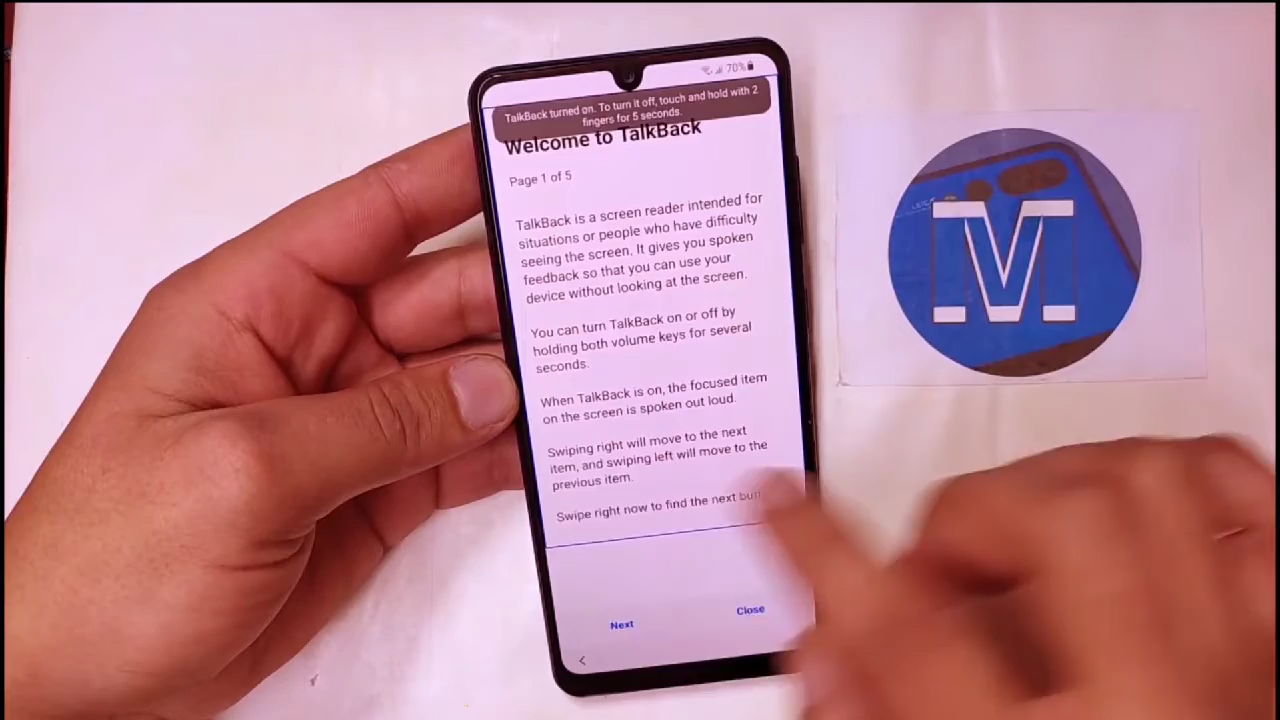 70%
TalkBack turned on. To turn it off, touch and hold with 2
fingers for 5 seconds.
Welcome to TalkBack
Page 1 of 5
TalkBack is a screen reader intended for
situations or people who have difficulty
seeing the screen. It gives you spoken
feedback so that you can use your
device without looking at the screen.
You can turn TalkBack on or off by
holding both volume keys for several
seconds.
When TalkBack is on, the focused item
on the screen is spoken out loud.
Swiping right will move to the next
item, and swiping left will move to the
previous item.
Swipe right now to find the next
Next
Close
M